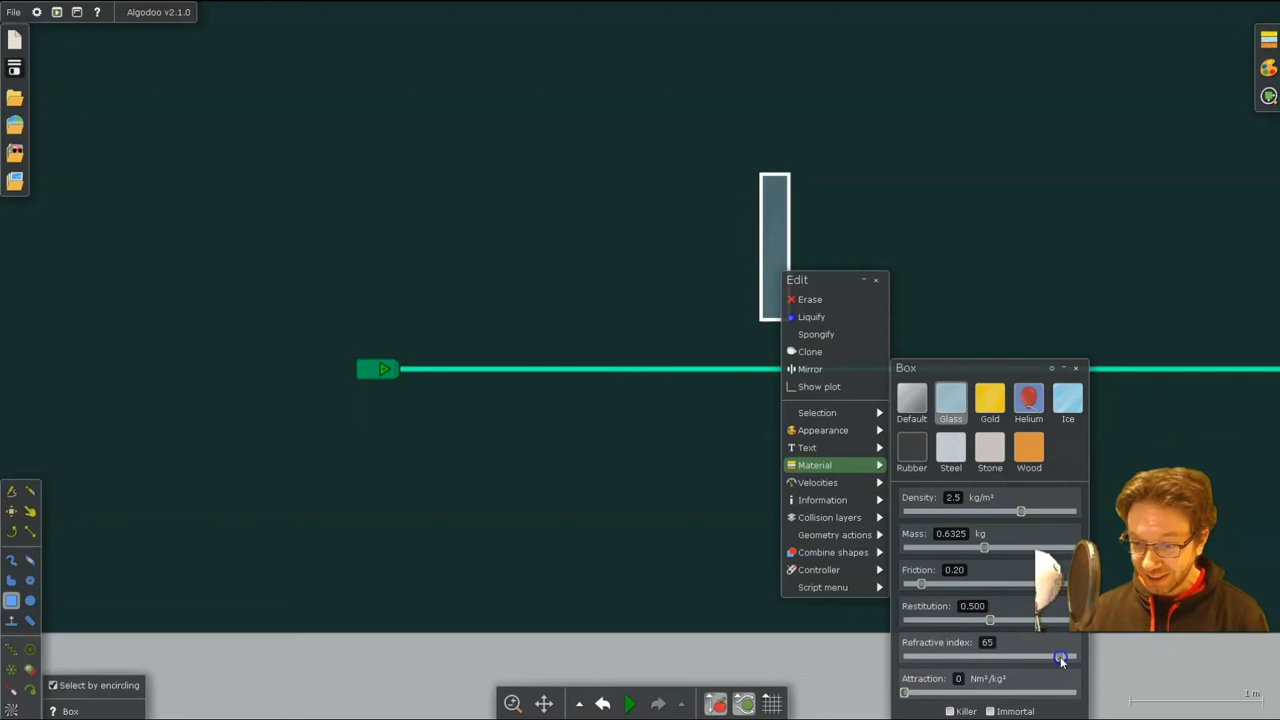 File ? Algodoo v2.1.0
Edit
Erase
Liquify
Spongify
Clone
Mirror
Show plot
Selection
Appearance
T Text
Material
Velocities
Information
Collision layers
Geometry actions
Combine shapes
Controller
Script menu
Box
Default Glass Gold Helium Ice
Rubber Steel Stone Wood
Density: 2.5 kg/m²
Mass: 0.6325 kg
Friction: 0.20
Restitution: 0.500
Refractive index: 65
Attraction: 0 Nm²/kg²
Killer Immortal
Select by encircling
? Box
1 m